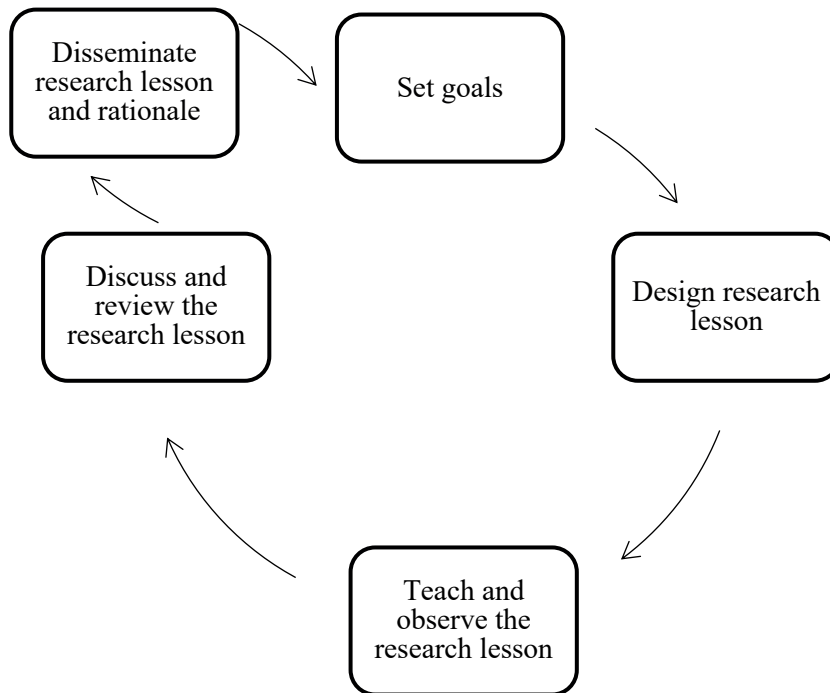 Disseminate
research lesson
and rationale
Set goals
Design research
lesson
Teach and
observe the
research lesson
Discuss and
review the
research lesson